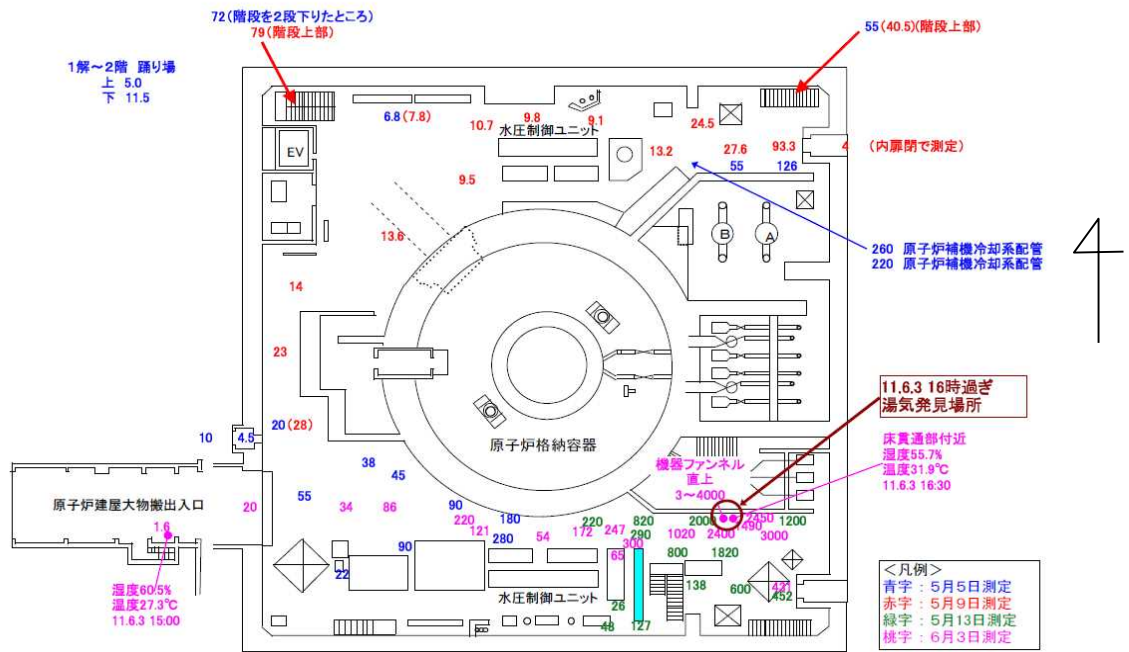 72(階段を2段下りたところ)
79(階段上部)
55(40.5)(階段上部)
1解～2階 踊り場
上 5.0
下 11.5
6.8(7.8)
10.7
9.8
9.1
水圧制御ユニット
24.5
EV
13.2
27.6
93.3
4
(内扉閉で測定)
55
126
9.5
13.6
B
A
260 原子炉補機冷却系配管
220 原子炉補機冷却系配管
14
23
11.6.3 16時過ぎ
湯気発見場所
20(28)
10
4.5
原子炉格納容器
床貫通部付近
湿度55.7%
温度31.9℃
11.6.3 16:30
38
45
機器ファンネル
直上
3～4000
原子炉建屋大物搬出入口
20
55
34
86
90
220
180
121
280
54
172
220
247
820
290
300
2000
2450
1490
1200
1020
2400
3000
1.6
90
65
800
1820
22
138
600
421
452
湿度60.5%
温度27.3℃
11.6.3 15:00
水圧制御ユニット
26
48
127
<凡例>
青字：5月5日測定
赤字：5月9日測定
緑字：5月13日測定
桃字：6月3日測定